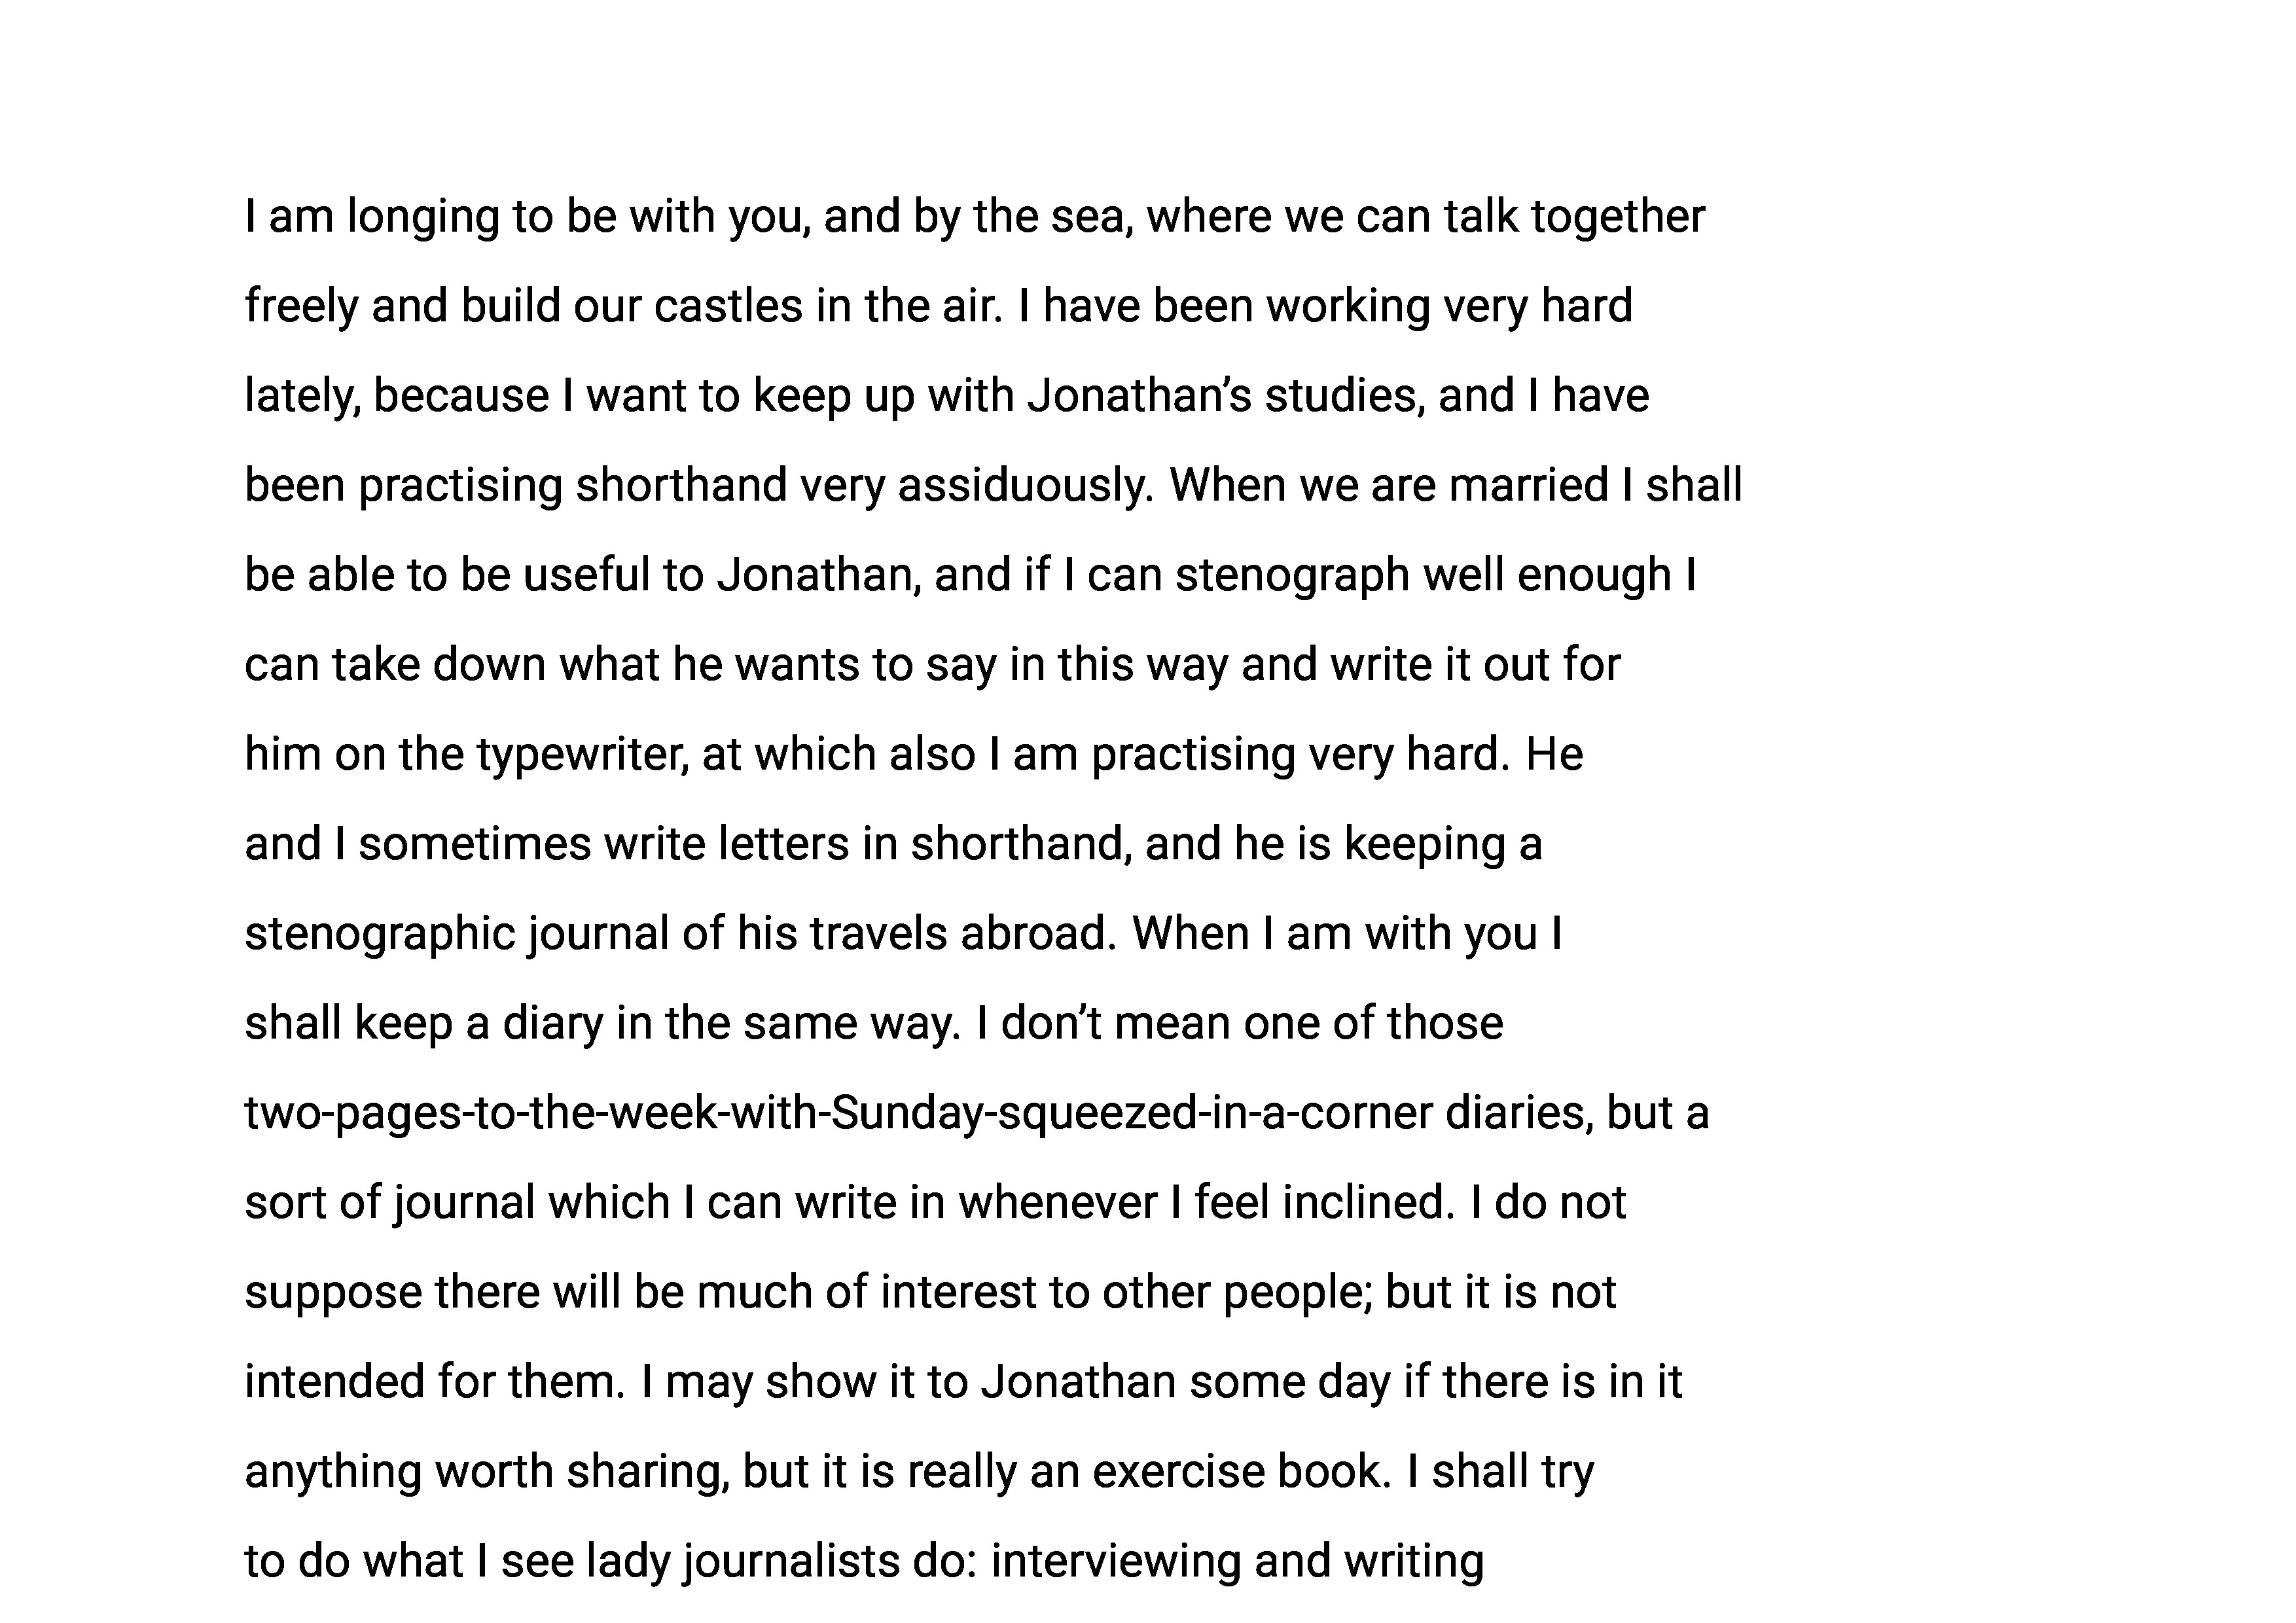 I am longing to be with you, and by the sea, where we can talk together
freely and build our castles in the air. I have been working very hard
lately, because I want to keep up with Jonathan’s studies, and I have
been practising shorthand very assiduously. When we are married I shall
be able to be useful to Jonathan, and if I can stenograph well enough I
can take down what he wants to say in this way and write it out for
him on the typewriter, at which also I am practising very hard. He
and I sometimes write letters in shorthand, and he is keeping a
stenographic journal of his travels abroad. When I am with you I
shall keep a diary in the same way. I don’t mean one of those
two-pages-to-the-week-with-Sunday-squeezed-in-a-corner diaries, but a
sort of journal which I can write in whenever I feel inclined. I do not
suppose there will be much of interest to other people; but it is not
intended for them. I may show it to Jonathan some day if there is in it
anything worth sharing, but it is really an exercise book. I shall try
to do what I see lady journalists do: interviewing and writing